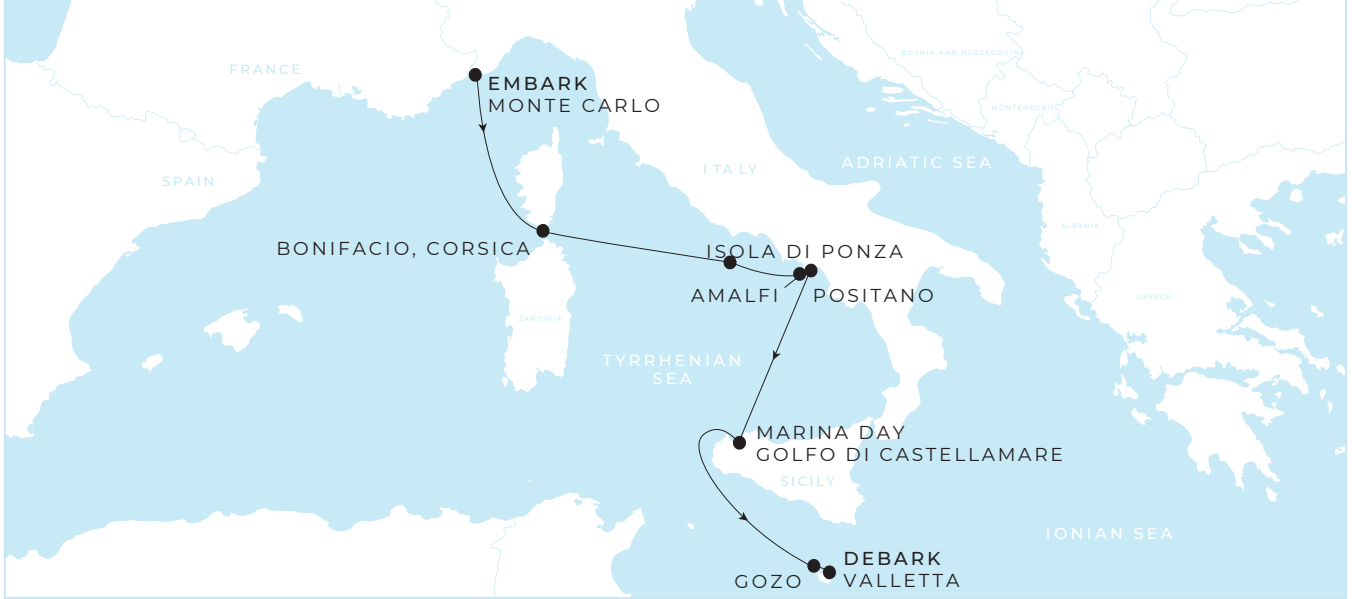 BOSNIA AND HERZEGOVINA
FRANCE
EMBARK
MONTE CARLO
MONTENEGRO
ADRIATIC SEA
ITALY
SPAIN
ALBANIA
BONIFACIO, CORSICA
ISOLA DI PONZA
AMALFI
POSITANO
GREECE
SARDINIA
TYRRHENIAN
SEA
MARINA DAY
GOLFO DI CASTELLAMARE
SICILY
IONIAN SEA
DEBARK
VALLETTA
GOZO